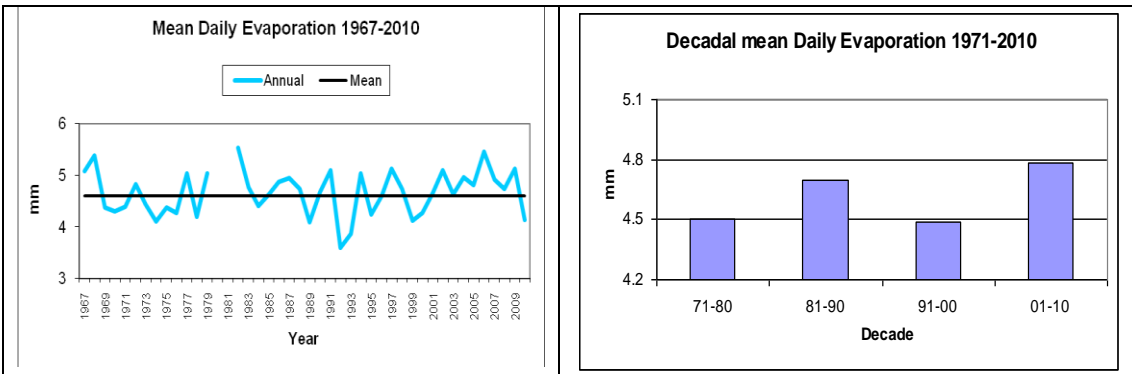 Mean Daily Evaporation 1967-2010
Annual Mean
6
5
4
3
mm
1967 1969 1971 1973 1975 1977 1979 1981 1983 1985 1987 1989 1991 1993 1995 1997 1999 2001 2003 2005 2007 2009
Year
Decadal mean Daily Evaporation 1971-2010
5.1
4.8
4.5
4.2
mm
71-80 81-90 91-00 01-10
Decade